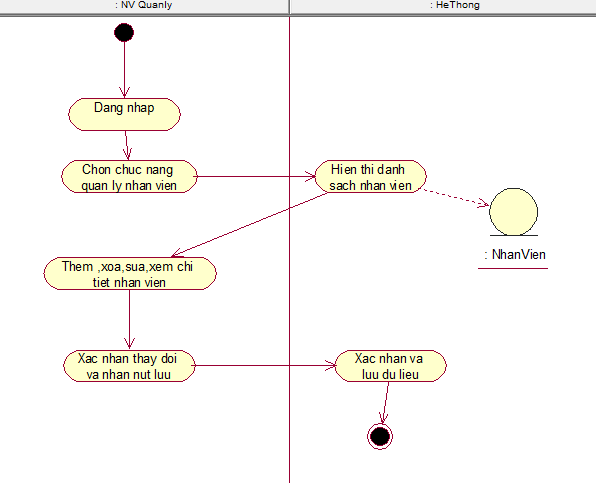 : NV Quanly
: HeThong
Dang nhap
Chon chuc nang
quan ly nhan vien
Hien thi danh
sach nhan vien
: NhanVien
Them ,xoa,sua,xem chi
tiet nhan vien
Xac nhan thay doi
va nhan nut luu
Xac nhan va
luu du lieu